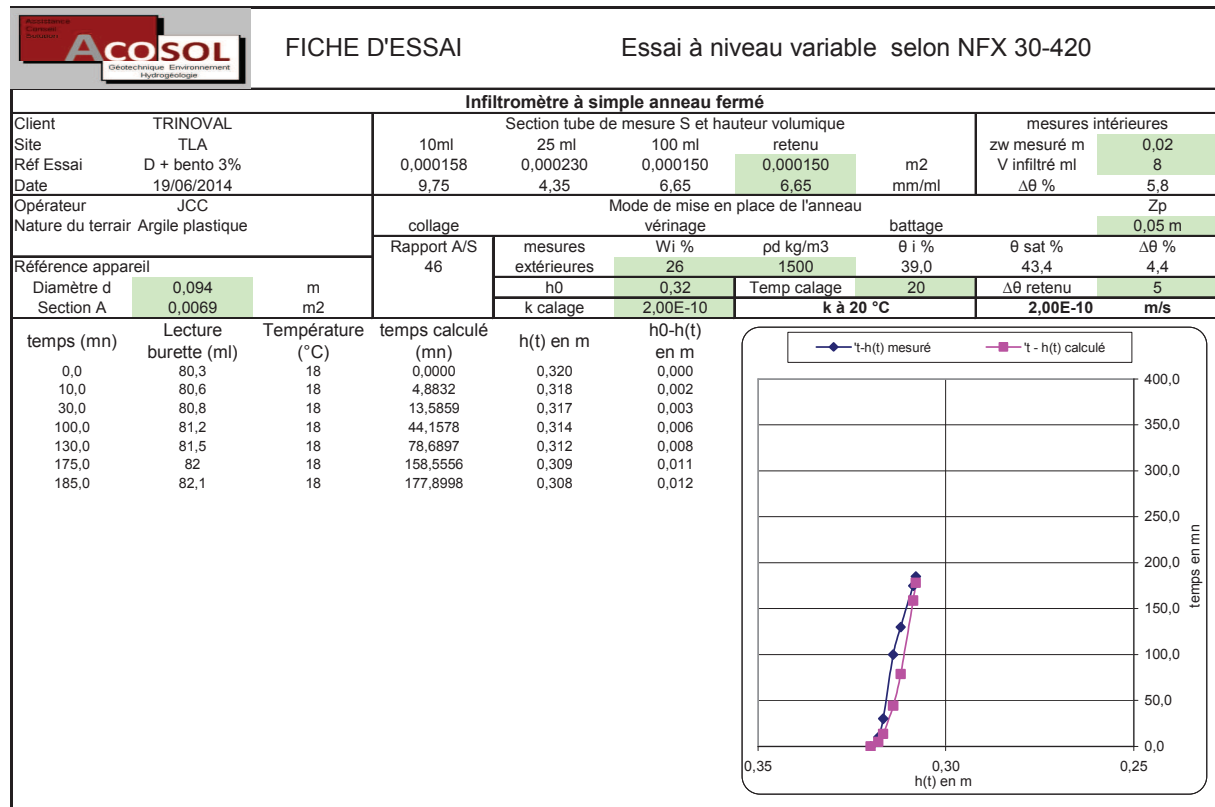 Assistance
Conseil
Solution
ACOSOL
Géotechnique Environnement
Hydrogéologie
FICHE D'ESSAI Essai à niveau variable selon NFX 30-420
Infiltromètre à simple anneau fermé
Client TRINOVAL Section tube de mesure S et hauteur volumique mesures intérieures
Site TLA 10ml 25 ml 100 ml retenu zw mesuré m 0,02
Réf Essai D + bento 3% 0,000158 0,000230 0,000150 0,000150 m2 V infiltré ml 8
Date 19/06/2014 9,75 4,35 6,65 6,65 mm/ml Δθ % 5,8
Opérateur JCC Mode de mise en place de l'anneau Zp
Nature du terrain Argile plastique collage vérinage battage 0,05 m
Rapport A/S mesures Wi % ρd kg/m3 θ i % θ sat % Δθ %
Référence appareil 46 extérieures 26 1500 39,0 43,4 4,4
Diamètre d 0,094 m h0 0,32 Temp calage 20 Δθ retenu 5
Section A 0,0069 m2 k calage 2,00E-10 k à 20 °C 2,00E-10 m/s
temps (mn) Lecture burette (ml) Température (°C) temps calculé (mn) h(t) en m h0-h(t) en m
0,0 80,3 18 0,0000 0,320 0,000
10,0 80,6 18 4,8832 0,318 0,002
30,0 80,8 18 13,5859 0,317 0,003
100,0 81,2 18 44,1578 0,314 0,006
130,0 81,5 18 78,6897 0,312 0,008
175,0 82 18 158,5556 0,309 0,011
185,0 82,1 18 177,8998 0,308 0,012
't-h(t) mesuré 't - h(t) calculé
400,0
350,0
300,0
250,0
200,0
150,0
100,0
50,0
0,0
temps en mn
0,35 0,30 0,25
h(t) en m